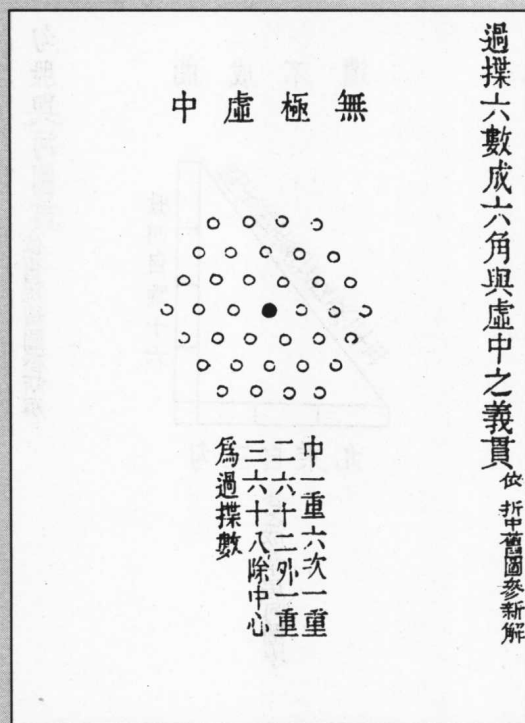 過揲六數成六角與虛中之義貫
依折中舊圖參新解
無極虛中
中一重六次一重
二六十二外一重
三六十八除中心
爲過揲數